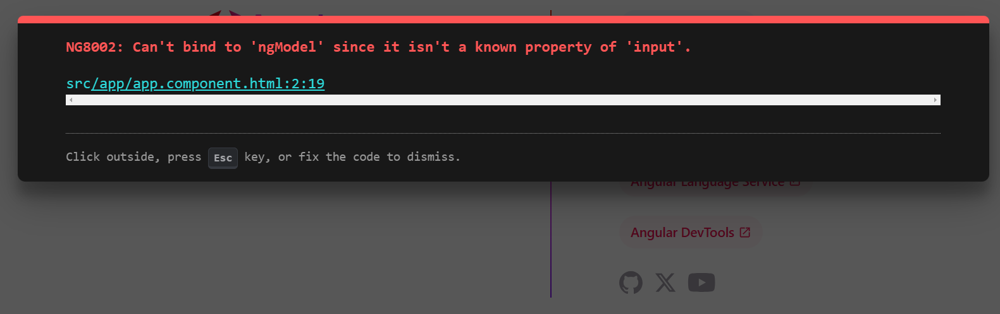 NG8002: Can't bind to 'ngModel' since it isn't a known property of 'input'.
src/app/app.component.html:2:19
Click outside, press Esc key, or fix the code to dismiss.
Angular Language Service
Angular DevTools